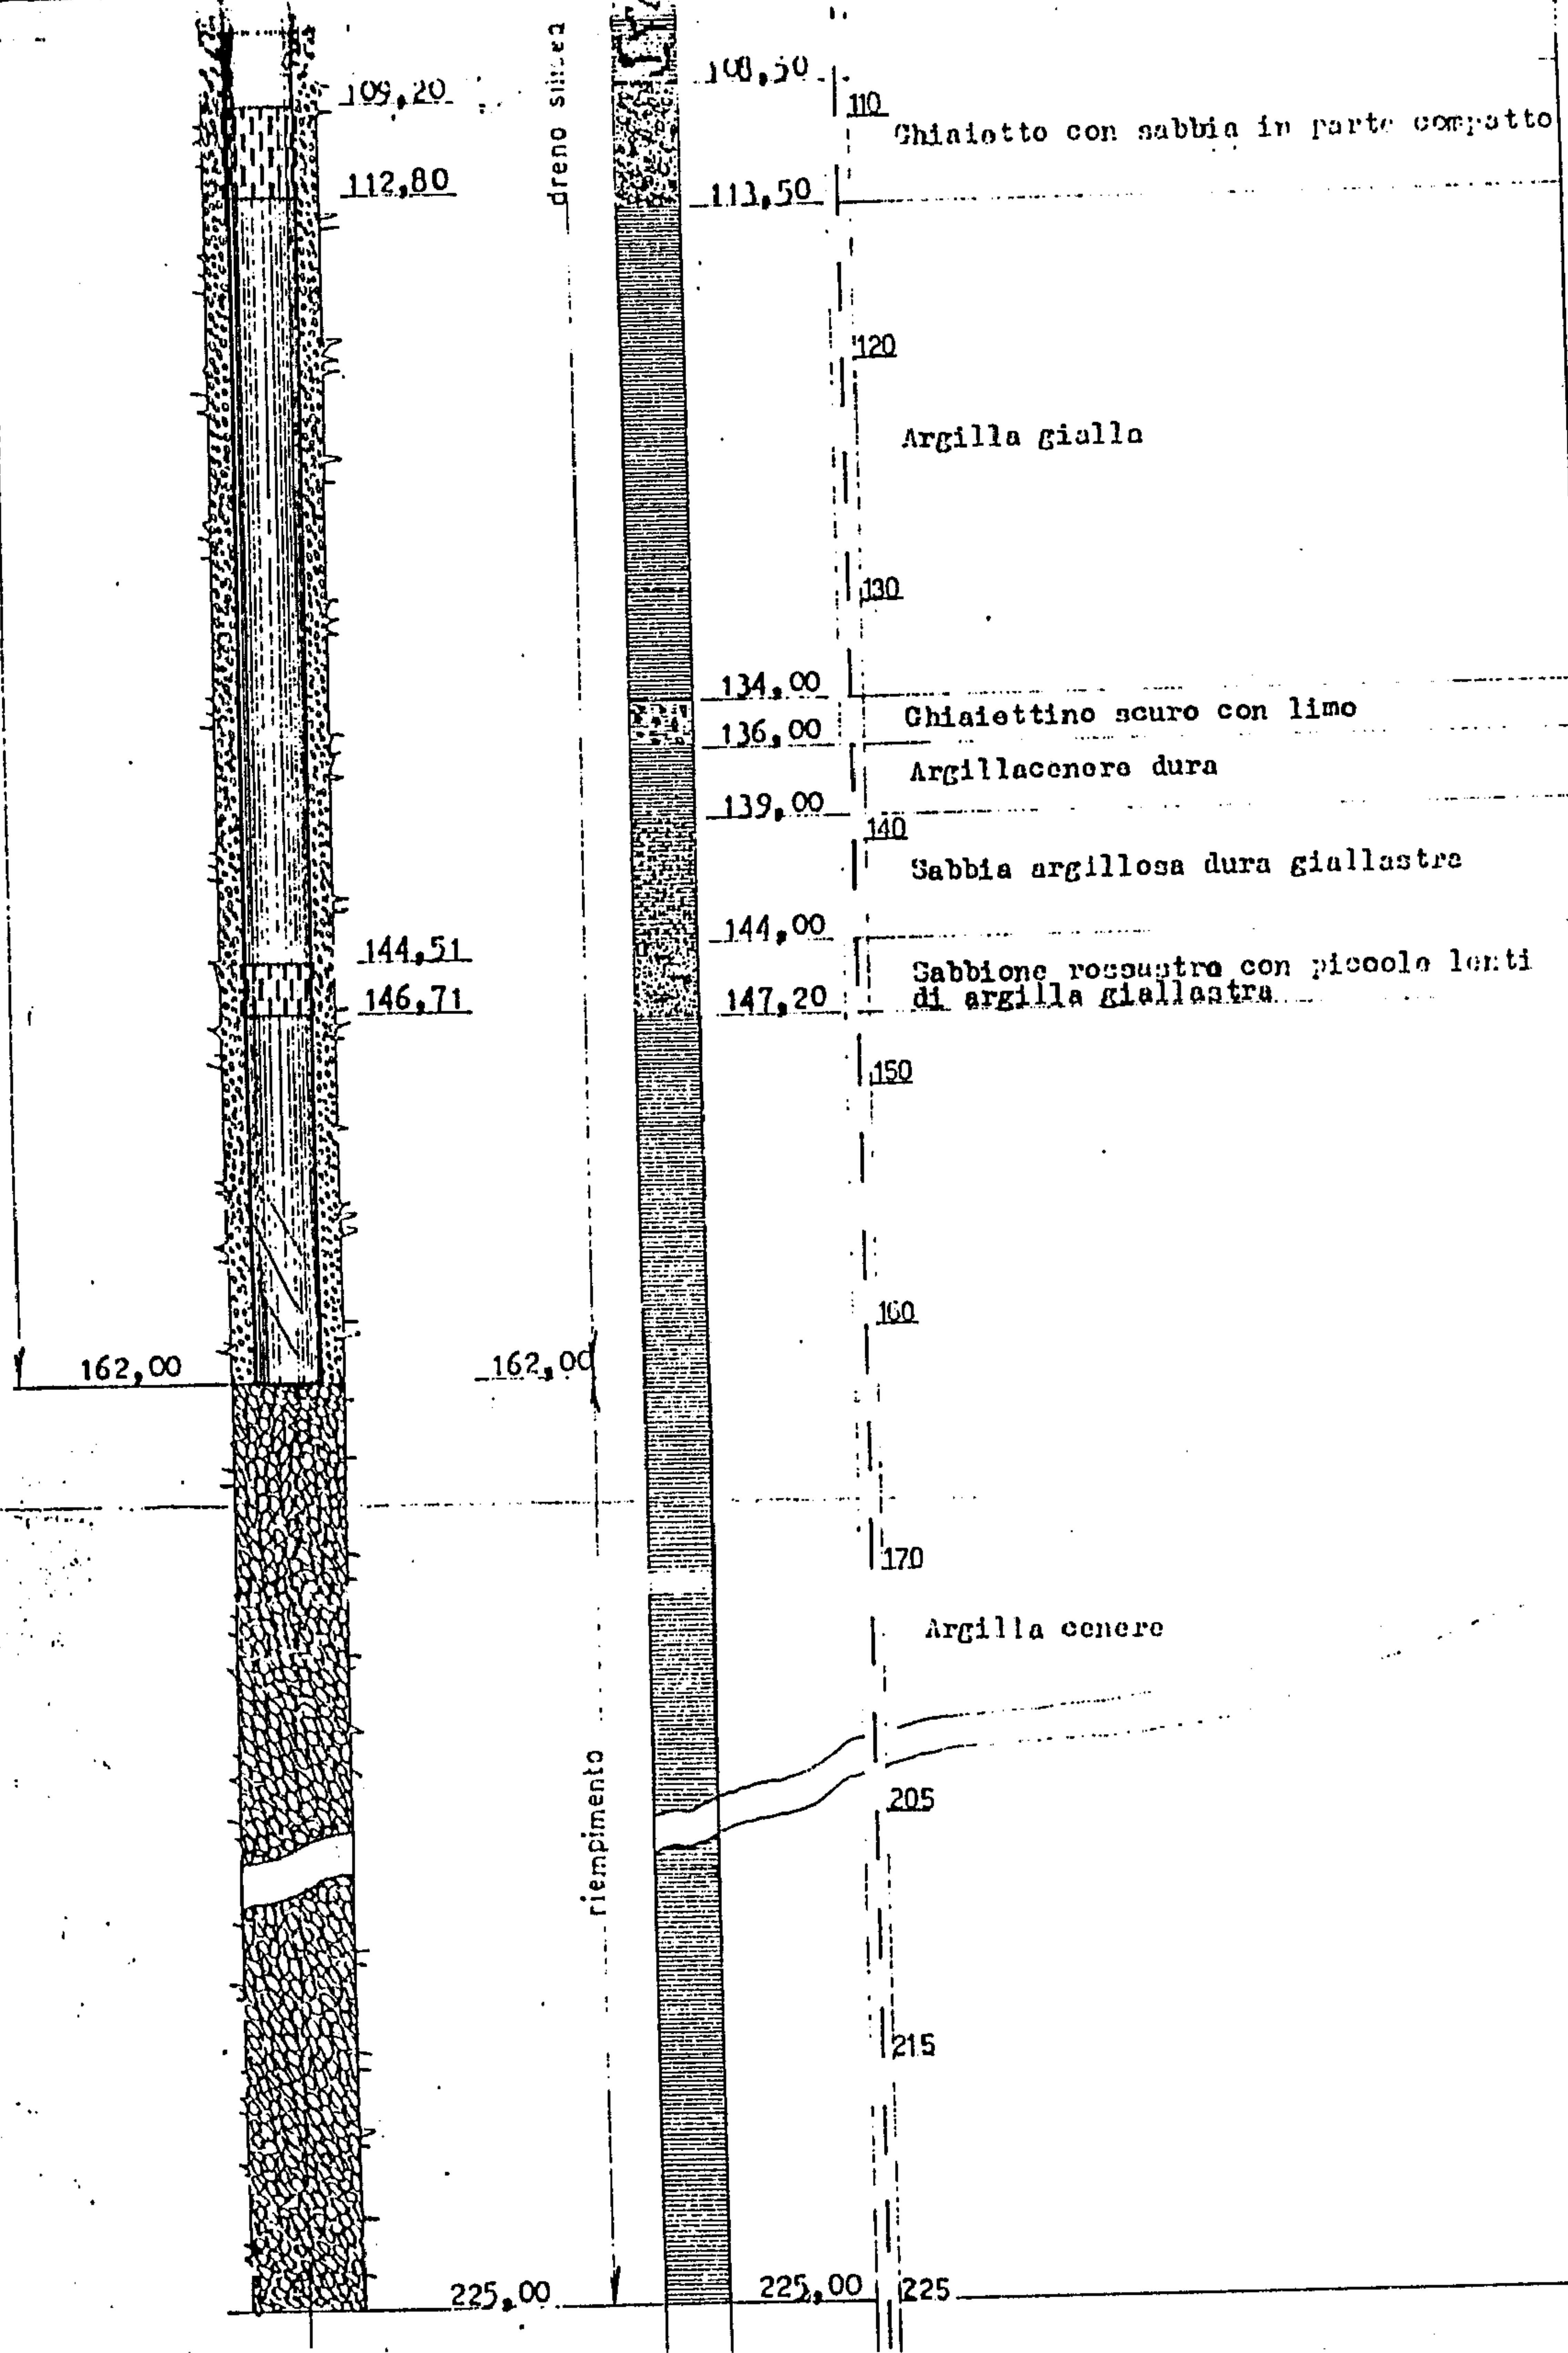 109,20
112,80
dreno
108,50
110
Ghiaietto con sabbia in parte compatto
113,50
120
Argilla gialla
130
134,00
Ghiaiettino scuro con limo
136,00
Argillacenere dura
139,00
140
Sabbia argillosa dura giallastra
144,00
144,51
Sabbione rossastro con piccole lenti
di argilla giallastra
146,71
147,20
150
160
162,00
162,00
170
Argilla cenere
205
riempimento
215
225,00
225,00
225